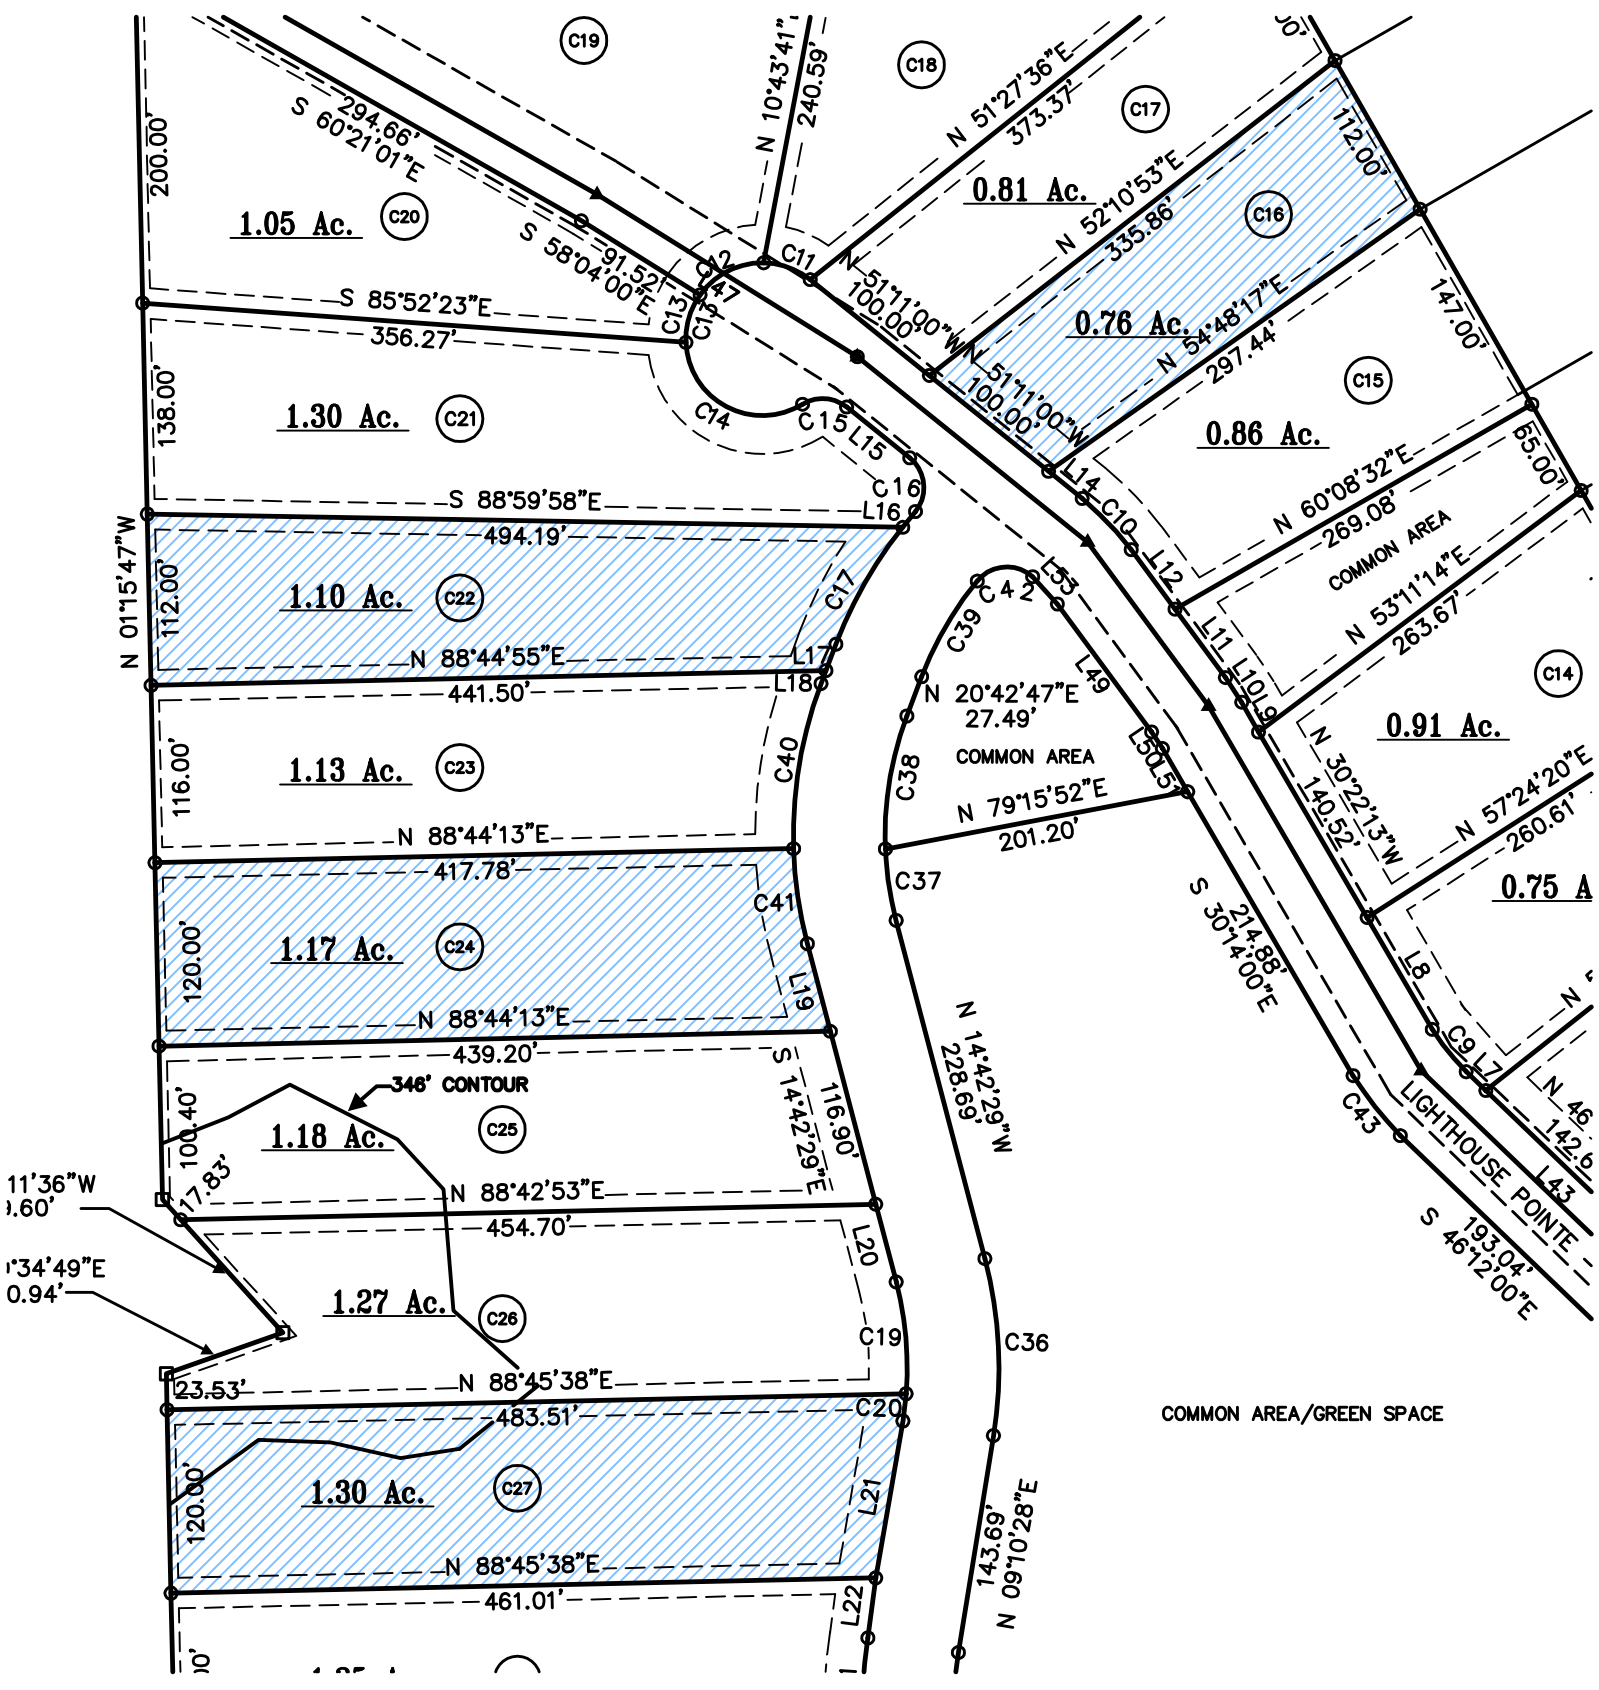 C19
N 10°43'41"
240.59'
C18
N 51°27'36"E
373.37'
C17
0.81 Ac.
N 52°10'53"E
335.86'
C16
112.00'
0.76 Ac.
N 54°48'17"E
297.44'
147.00'
C15
0.86 Ac.
N 60°08'32"E
269.08'
COMMON AREA
65.00'
N 53°11'14"E
263.67'
C14
0.91 Ac.
N 30°22'13"W
140.52'
N 57°24'20"E
260.61'
0.75 A
200.00'
294.66'
S 60°21'01"E
1.05 Ac.
C20
91.52'
S 58°04'00"E
C12
C47
C11
C13
C13
N 51°11'00"W
100.00'
N 51°11'00"W
100.00'
S 85°52'23"E
356.27'
138.00'
1.30 Ac.
C21
C14
C15
L15
C16
L16
L14
C10
L12
L11
L10
L9
S 88°59'58"E
494.19'
N 01°15'47"W
112.00'
1.10 Ac.
C22
C17
L17
L18
N 88°44'55"E
441.50'
C39
C42
L53
L49
N 20°42'47"E
27.49'
COMMON AREA
C38
L50
L51
N 79°15'52"E
201.20'
116.00'
1.13 Ac.
C23
C40
N 88°44'13"E
417.78'
C37
120.00'
1.17 Ac.
C24
C41
L19
N 88°44'13"E
439.20'
S 30°14'00"E
214.88'
L8
C9
L7
N 46
142.6
L43
LIGHTHOUSE POINTE
C43
193.04'
S 46°12'00"E
N 14°42'29"W
228.69'
346' CONTOUR
100.40'
1.18 Ac.
C25
S 14°42'29"E
116.90'
17.83'
11'36"W
.60'
N 88°42'53"E
454.70'
°34'49"E
0.94'
1.27 Ac.
C26
L20
C19
C36
23.53'
N 88°45'38"E
483.51'
C20
COMMON AREA/GREEN SPACE
120.00'
1.30 Ac.
C27
L21
N 88°45'38"E
461.01'
L22
143.69'
N 09°10'28"E